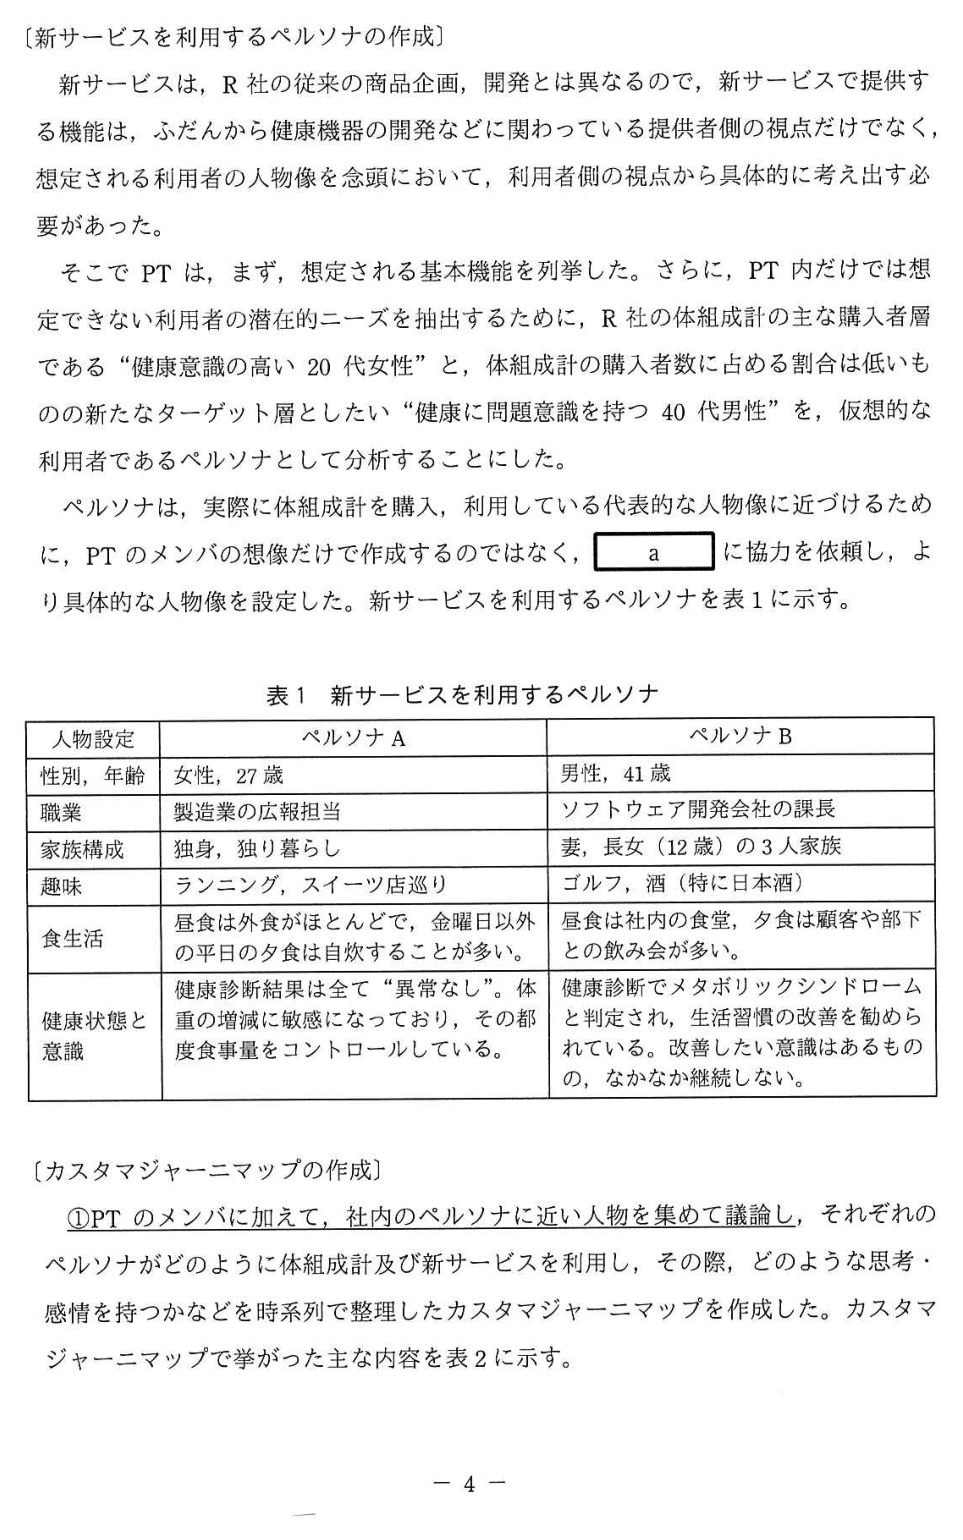 〔新サービスを利用するペルソナの作成〕
新サービスは，R 社の従来の商品企画，開発とは異なるので，新サービスで提供す
る機能は，ふだんから健康機器の開発などに関わっている提供者側の視点だけでなく，
想定される利用者の人物像を念頭において，利用者側の視点から具体的に考え出す必
要があった。
そこで PT は，まず，想定される基本機能を列挙した。さらに，PT 内だけでは想
定できない利用者の潜在的ニーズを抽出するために，R 社の体組成計の主な購入者層
である“健康意識の高い 20 代女性”と，体組成計の購入者数に占める割合は低いも
のの新たなターゲット層としたい“健康に問題意識を持つ 40 代男性”を，仮想的な
利用者であるペルソナとして分析することにした。
ペルソナは，実際に体組成計を購入，利用している代表的な人物像に近づけるため
に，PT のメンバの想像だけで作成するのではなく， a に協力を依頼し，よ
り具体的な人物像を設定した。新サービスを利用するペルソナを表 1 に示す。
表 1 新サービスを利用するペルソナ
人物設定 ペルソナ A ペルソナ B
性別，年齢 女性，27 歳 男性，41 歳
職業 製造業の広報担当 ソフトウェア開発会社の課長
家族構成 独身，独り暮らし 妻，長女（12 歳）の 3 人家族
趣味 ランニング，スイーツ店巡り ゴルフ，酒（特に日本酒）
食生活
昼食は外食がほとんどで，金曜日以外
の平日の夕食は自炊することが多い。
昼食は社内の食堂，夕食は顧客や部下
との飲み会が多い。
健康状態と
意識
健康診断結果は全て“異常なし”。体
重の増減に敏感になっており，その都
度食事量をコントロールしている。
健康診断でメタボリックシンドローム
と判定され，生活習慣の改善を勧めら
れている。改善したい意識はあるもの
の，なかなか継続しない。
〔カスタマジャーニマップの作成〕
①PT のメンバに加えて，社内のペルソナに近い人物を集めて議論し，それぞれの
ペルソナがどのように体組成計及び新サービスを利用し，その際，どのような思考・
感情を持つかなどを時系列で整理したカスタマジャーニマップを作成した。カスタマ
ジャーニマップで挙がった主な内容を表 2 に示す。
－ 4 －